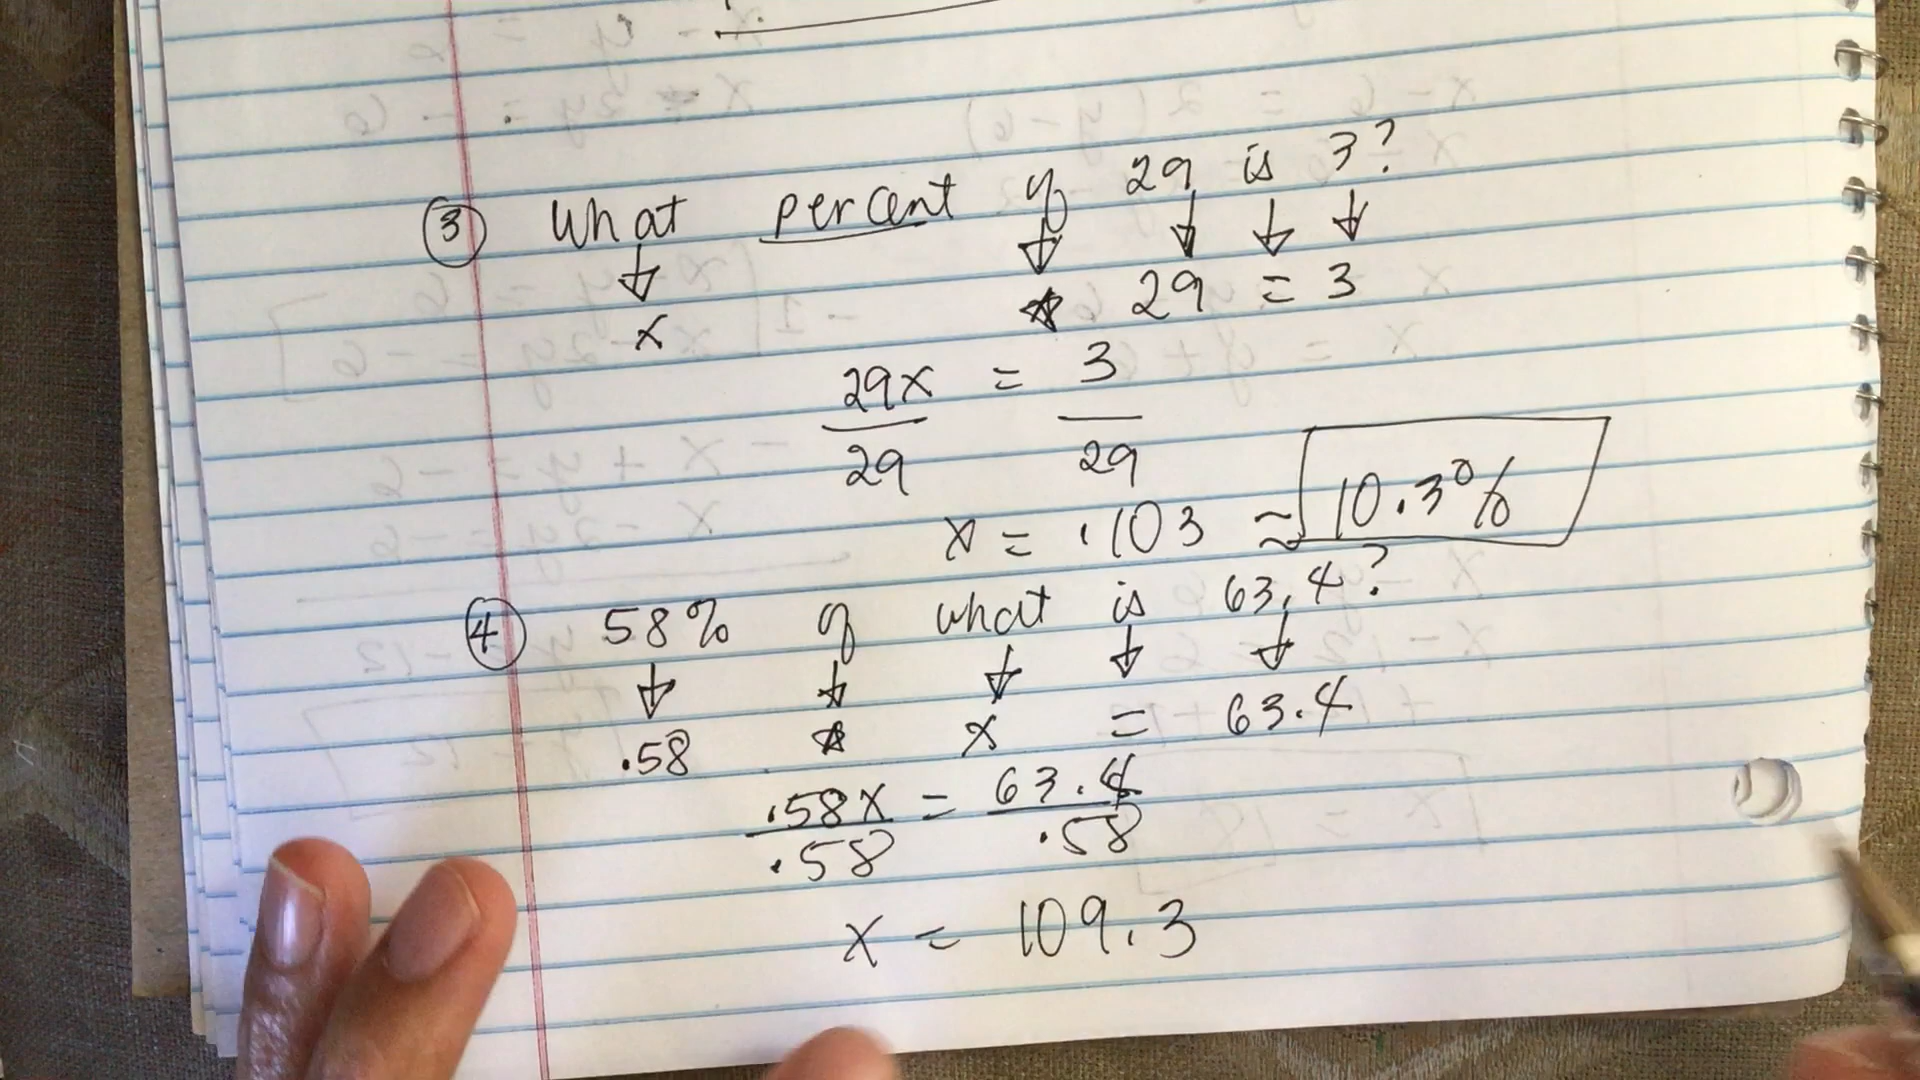 ③ What percent of 29 is 3?
x * 29 = 3
29x = 3
29 29
x = .103 ≈ 10.3%
④ 58% of what is 63.4?
.58 * x = 63.4
.58x = 63.4
.58 .58
x = 109.3